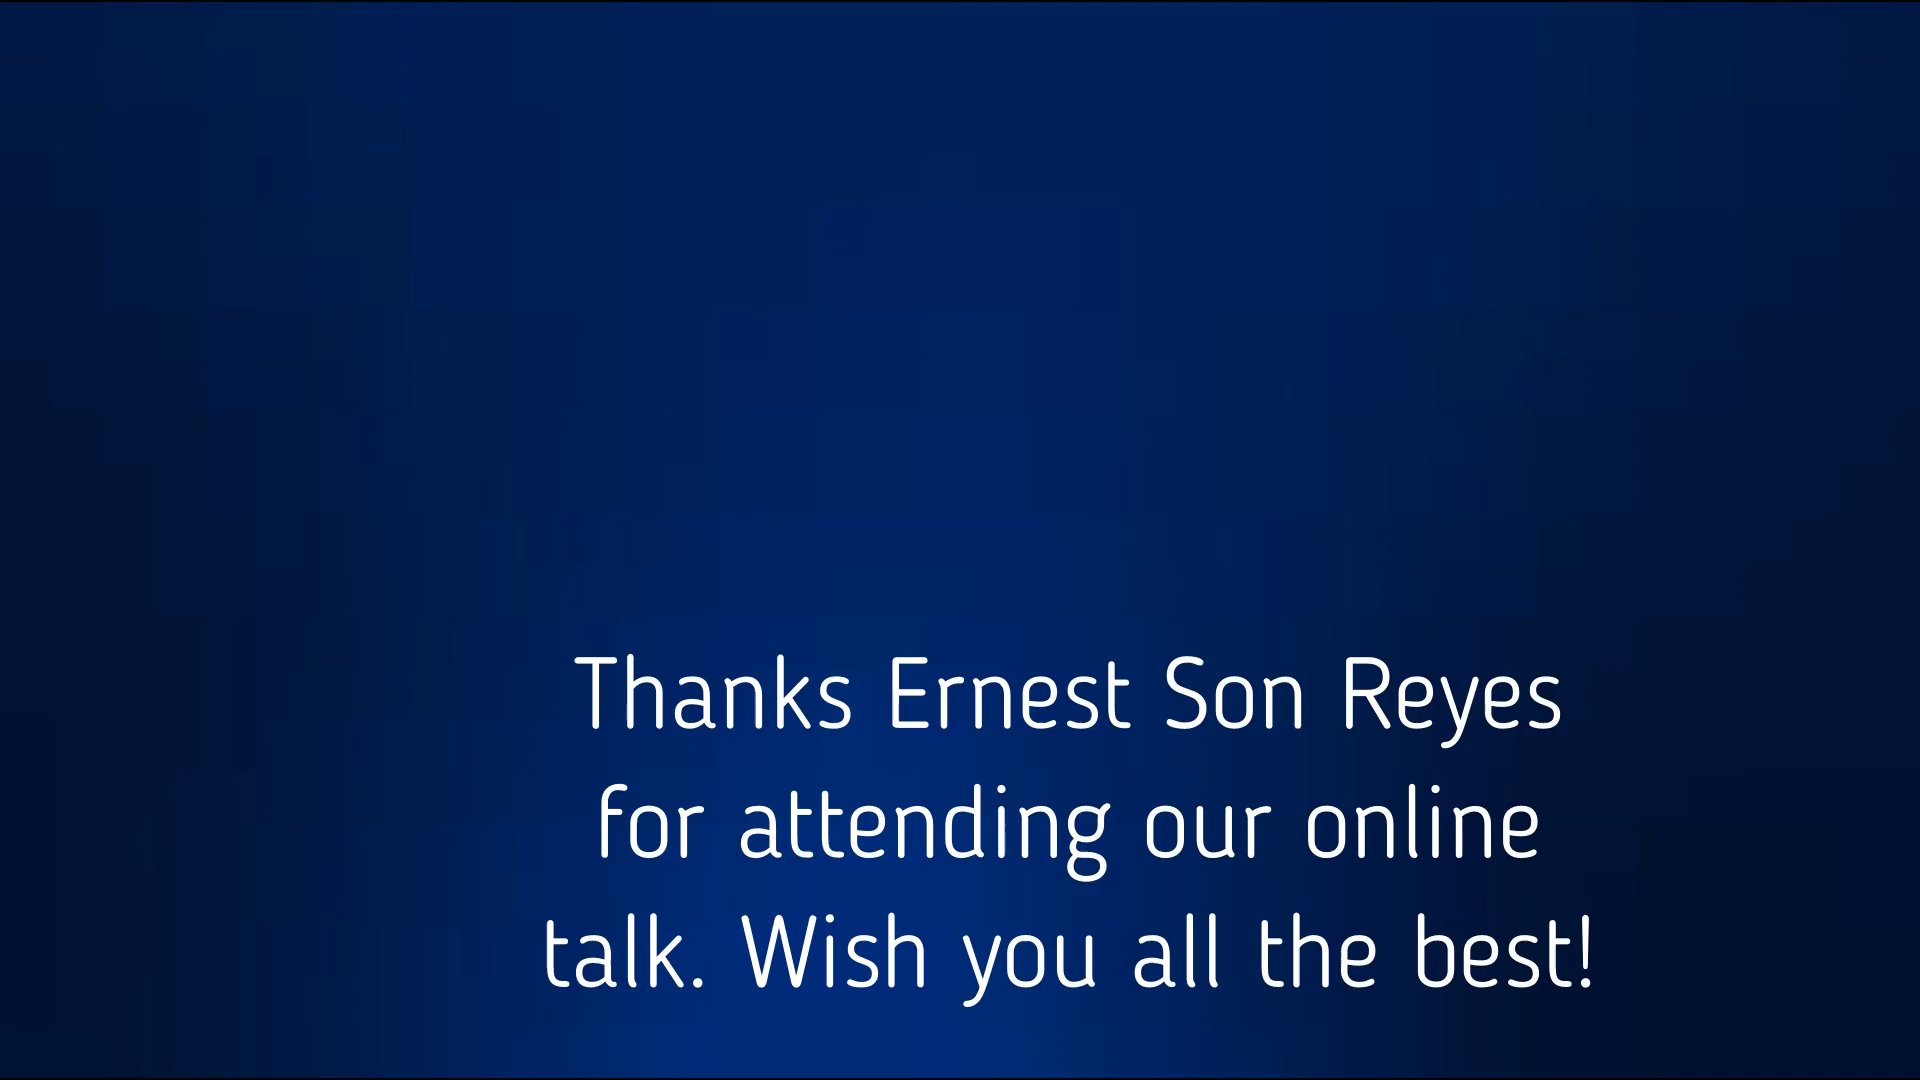 Thanks Ernest Son Reyes
for attending our online
talk. Wish you all the best!